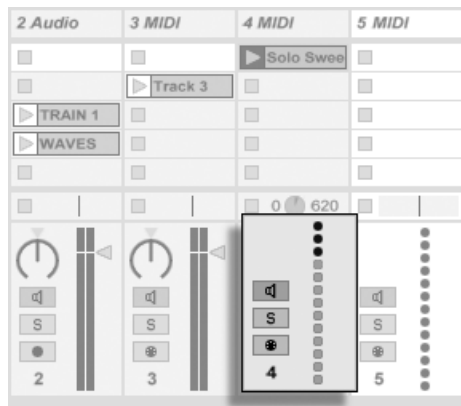 2 Audio 3 MIDI 4 MIDI 5 MIDI
Solo Swee
Track 3
TRAIN 1
WAVES
0 620
S S S S
2 3 4 5